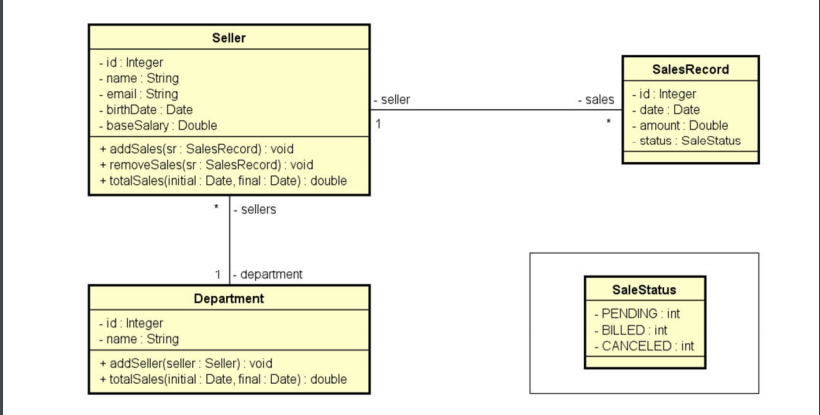 Seller
- id : Integer
- name : String
- email : String
- birthDate : Date
- baseSalary : Double
+ addSales(sr : SalesRecord) : void
+ removeSales(sr : SalesRecord) : void
+ totalSales(initial : Date, final : Date) : double
- seller
- sales
1
*
SalesRecord
- id : Integer
- date : Date
- amount : Double
- status : SaleStatus
*
- sellers
1
- department
Department
- id : Integer
- name : String
+ addSeller(seller : Seller) : void
+ totalSales(initial : Date, final : Date) : double
SaleStatus
- PENDING : int
- BILLED : int
- CANCELED : int